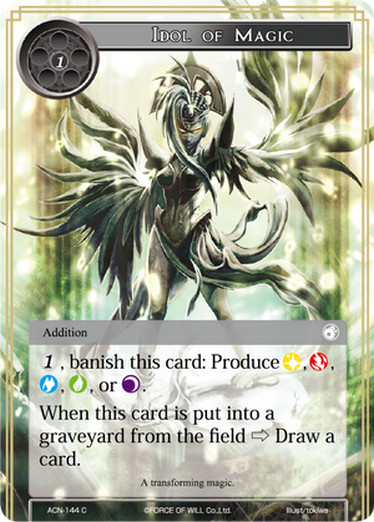 Idol of Magic
1
Addition
1 , banish this card: Produce , ,
, , or .
When this card is put into a
graveyard from the field ⇨ Draw a
card.
A transforming magic.
ACN-144 C ©FORCE OF WILL Co.,Ltd. Illust/tokiwa